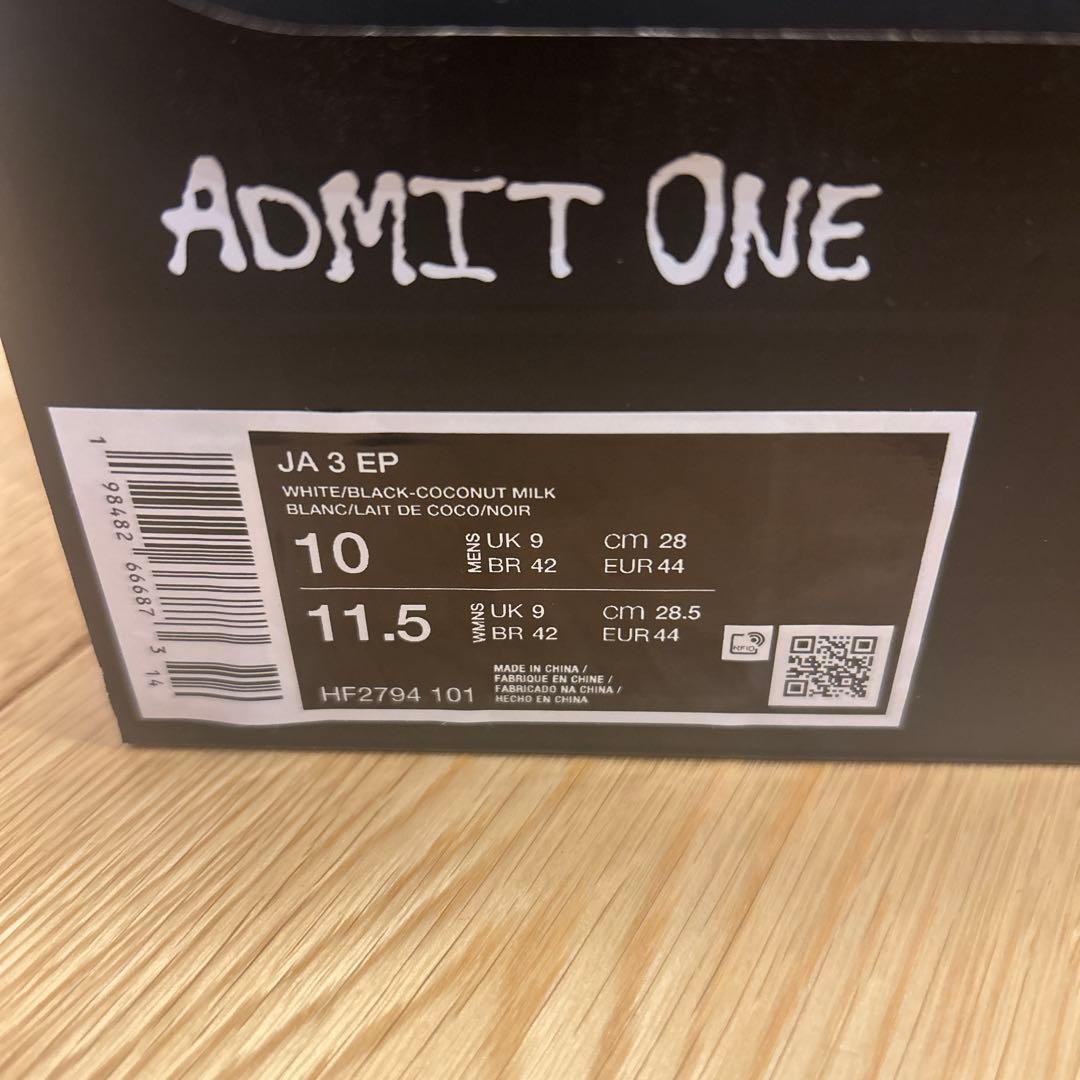 ADMIT ONE
JA 3 EP
WHITE/BLACK-COCONUT MILK
BLANC/LAIT DE COCO/NOIR
10 MENS UK 9 cm 28
BR 42 EUR 44
11.5 WMNS UK 9 cm 28.5
BR 42 EUR 44
MADE IN CHINA /
FABRIQUE EN CHINE /
FABRICADO NA CHINA /
HECHO EN CHINA
HF2794 101
RFID
1 98482 66687 3 14